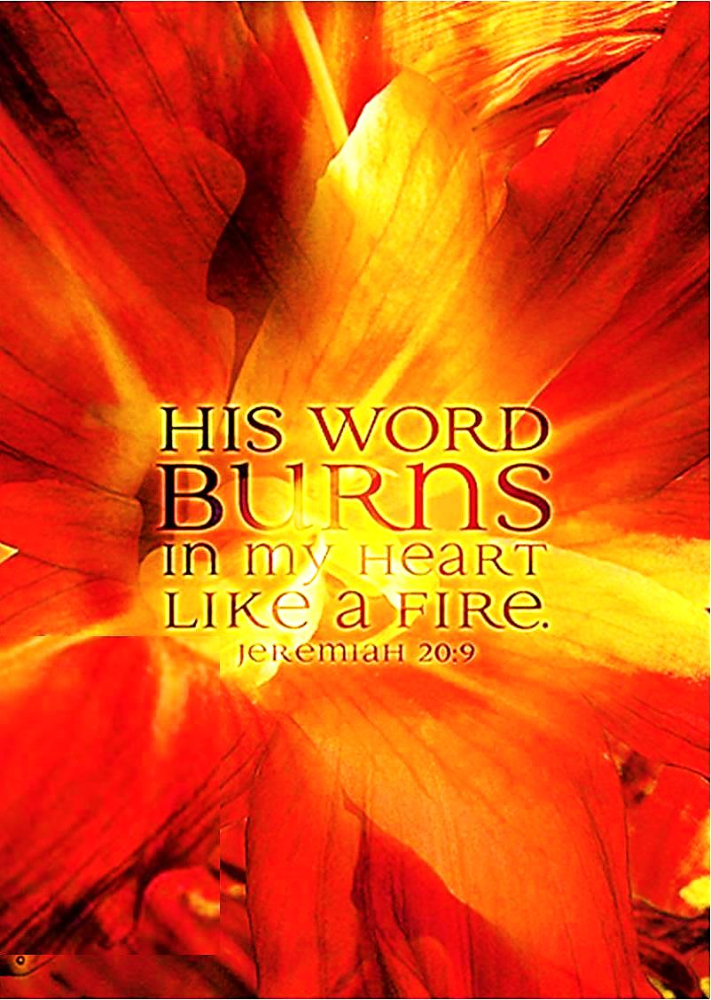 HIS WORD
BURNS
in my HEART
LIKE a FIRE.
JEREMIAH 20:9